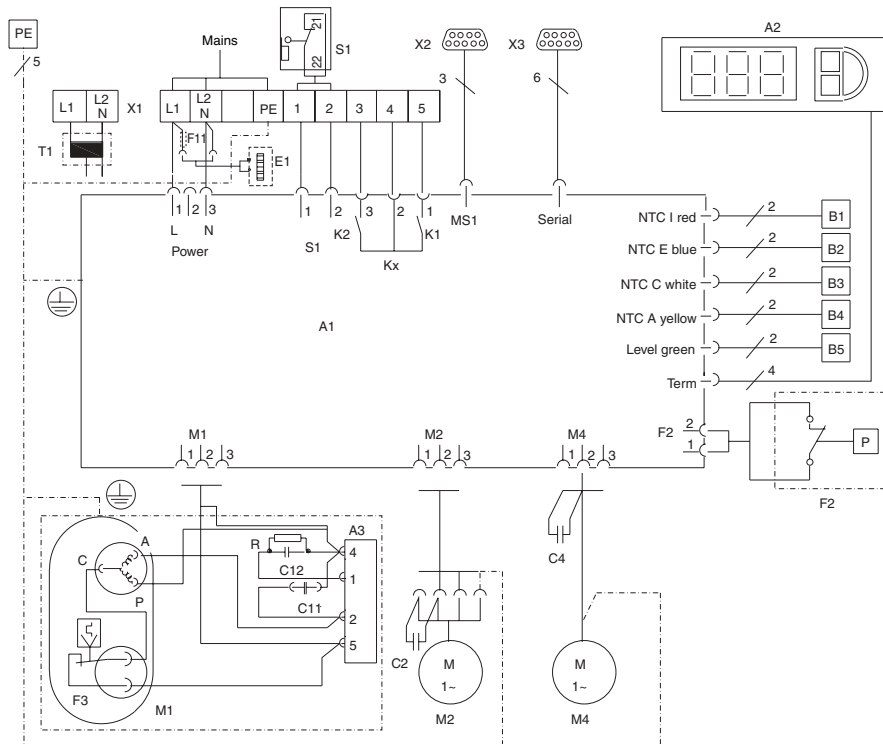 PE
5
Mains
21
22
S1
X2
X3
A2
3
6
L1
L2
N
X1
L1
L2
N
PE
1
2
3
4
5
T1
F11
E1
1
2
3
L
N
Power
1
2
S1
3
2
1
K2
K1
Kx
MS1
Serial
NTC I red
2
B1
NTC E blue
2
B2
NTC C white
2
B3
NTC A yellow
2
B4
Level green
2
B5
Term
4
A1
F2
2
1
P
F2
M1
1
2
3
M2
1
2
3
M4
1
2
3
A
C
P
R
C12
C11
A3
4
1
2
5
F3
M1
C2
M
1~
M2
C4
M
1~
M4